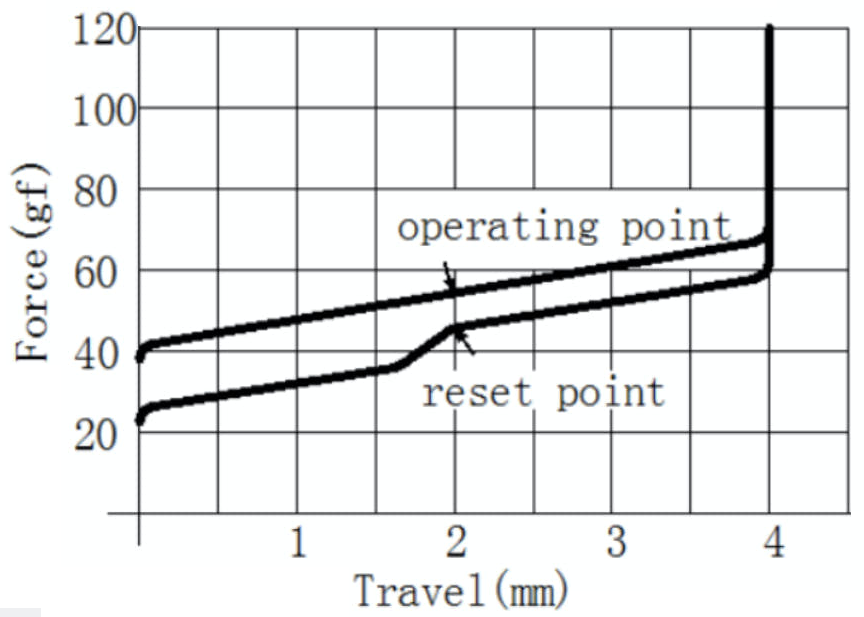 120
100
80
60
40
20
Force(gf)
operating point
reset point
1 2 3 4
Travel(mm)